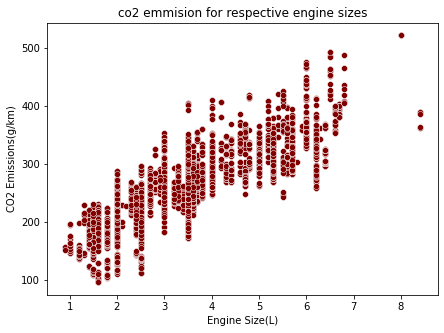 co2 emmision for respective engine sizes
CO2 Emissions(g/km)
500
400
300
200
100
1 2 3 4 5 6 7 8
Engine Size(L)